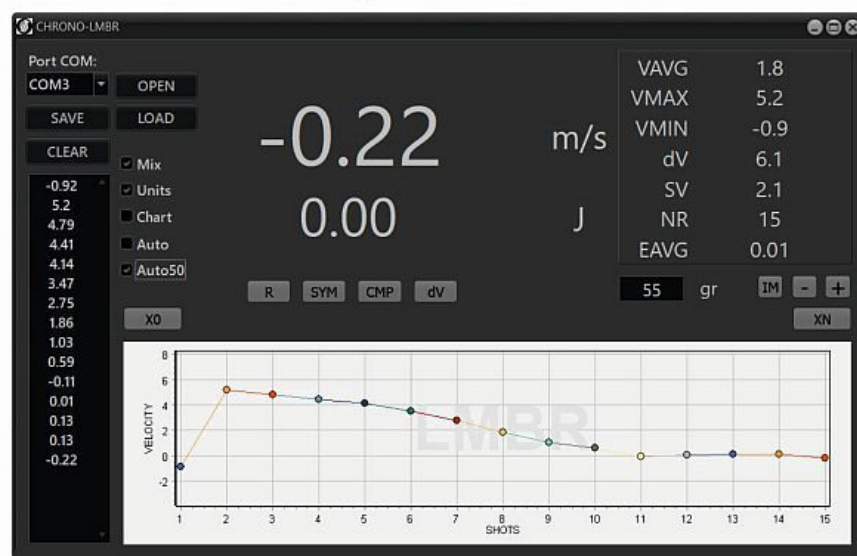 CHRONO-LMBR
Port COM:
COM3
OPEN
SAVE
LOAD
CLEAR
Mix
Units
Chart
Auto
Auto50
-0.92
5.2
4.79
4.41
4.14
3.47
2.75
1.86
1.03
0.59
-0.11
0.01
0.13
0.13
-0.22
-0.22 m/s
0.00 J
R SYM CMP dV
X0
VAVG 1.8
VMAX 5.2
VMIN -0.9
dV 6.1
SV 2.1
NR 15
EAVG 0.01
55 gr IM - +
XN
LMBR
VELOCITY
8
6
4
2
0
-2
1 2 3 4 5 6 7 8 9 10 11 12 13 14 15
SHOTS